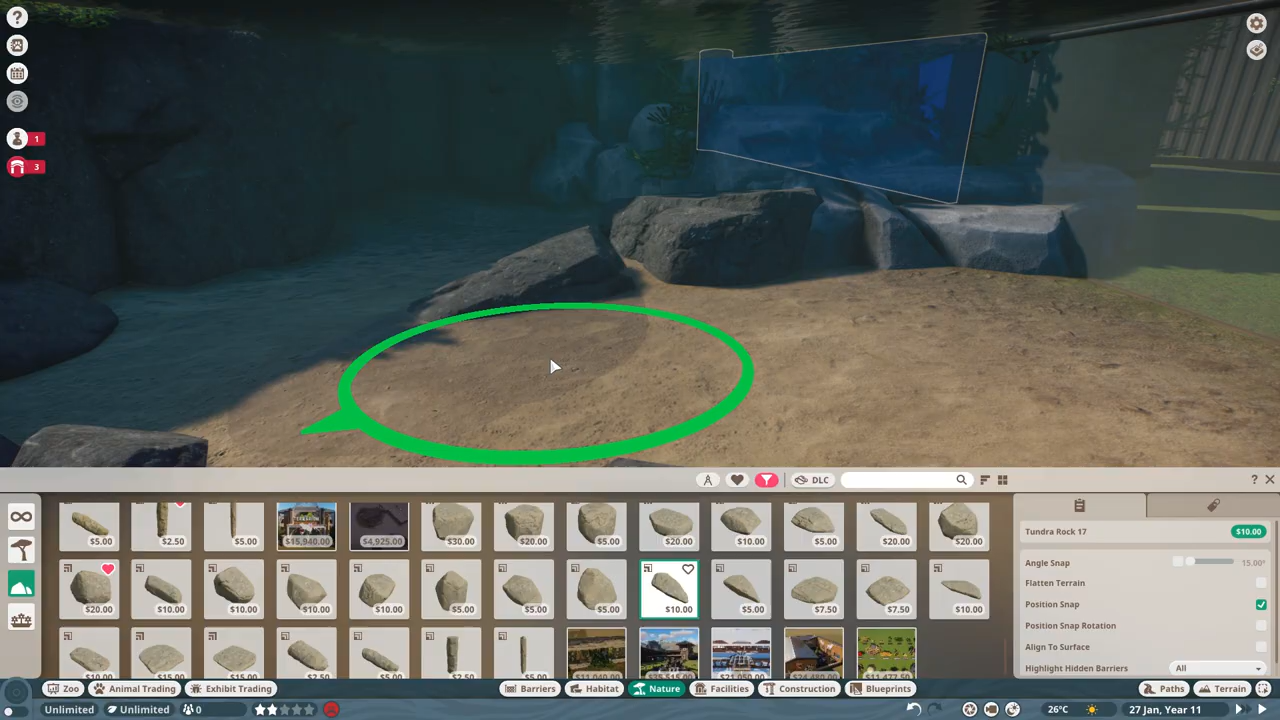 ?
1
3
DLC
? ✕
$5.00 $2.50 $5.00 $15,940.00 $4,925.00 $30.00 $20.00 $5.00 $20.00 $10.00 $5.00 $20.00 $20.00
Tundra Rock 17 $10.00
Angle Snap 15.00°
$20.00 $10.00 $10.00 $10.00 $10.00 $5.00 $5.00 $5.00 $10.00 $5.00 $7.50 $7.50 $10.00
Flatten Terrain
Position Snap
Position Snap Rotation
Align To Surface
Highlight Hidden Barriers All
Zoo Animal Trading Exhibit Trading Barriers Habitat Nature Facilities Construction Blueprints Paths Terrain
Unlimited Unlimited 0 26°C 27 Jan, Year 11